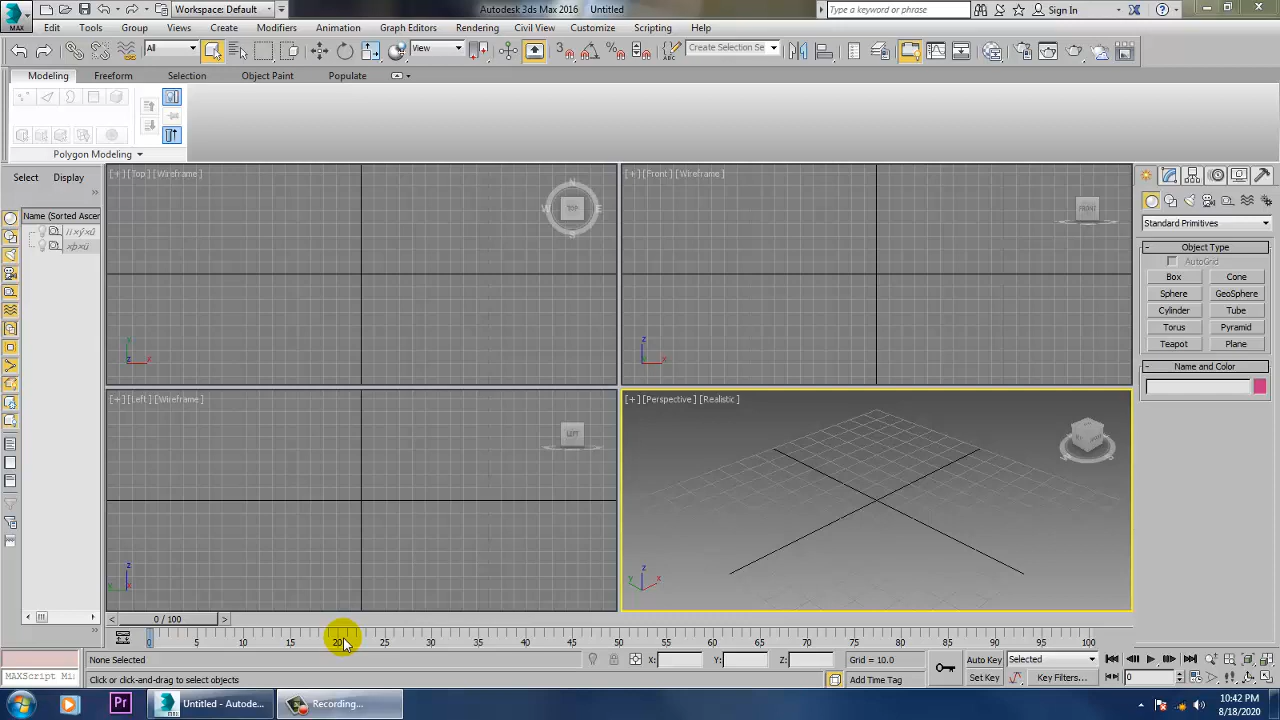 Workspace: Default
Autodesk 3ds Max 2016 Untitled
Type a keyword or phrase
Sign In
MAX
Edit Tools Group Views Create Modifiers Animation Graph Editors Rendering Civil View Customize Scripting Help
All
View
Create Selection Se
Modeling Freeform Selection Object Paint Populate
Polygon Modeling
Select Display
Name (Sorted Ascer
[+] [Top] [Wireframe]
N
W TOP E
S
[+] [Front] [Wireframe]
FRONT
Standard Primitives
Object Type
AutoGrid
Box Cone
Sphere GeoSphere
Cylinder Tube
Torus Pyramid
Teapot Plane
Name and Color
[+] [Left] [Wireframe]
LEFT
[+] [Perspective] [Realistic]
y z x
z x
z
z y x
0 / 100
0 5 10 15 20 25 30 35 40 45 50 55 60 65 70 75 80 85 90 95 100
None Selected
X: Y: Z:
Grid = 10.0
Auto Key Selected
MAXScript Mi
Click or click-and-drag to select objects
Add Time Tag
Set Key Key Filters...
0
Pr
Untitled - Autode...
Recording...
10:42 PM
8/18/2020